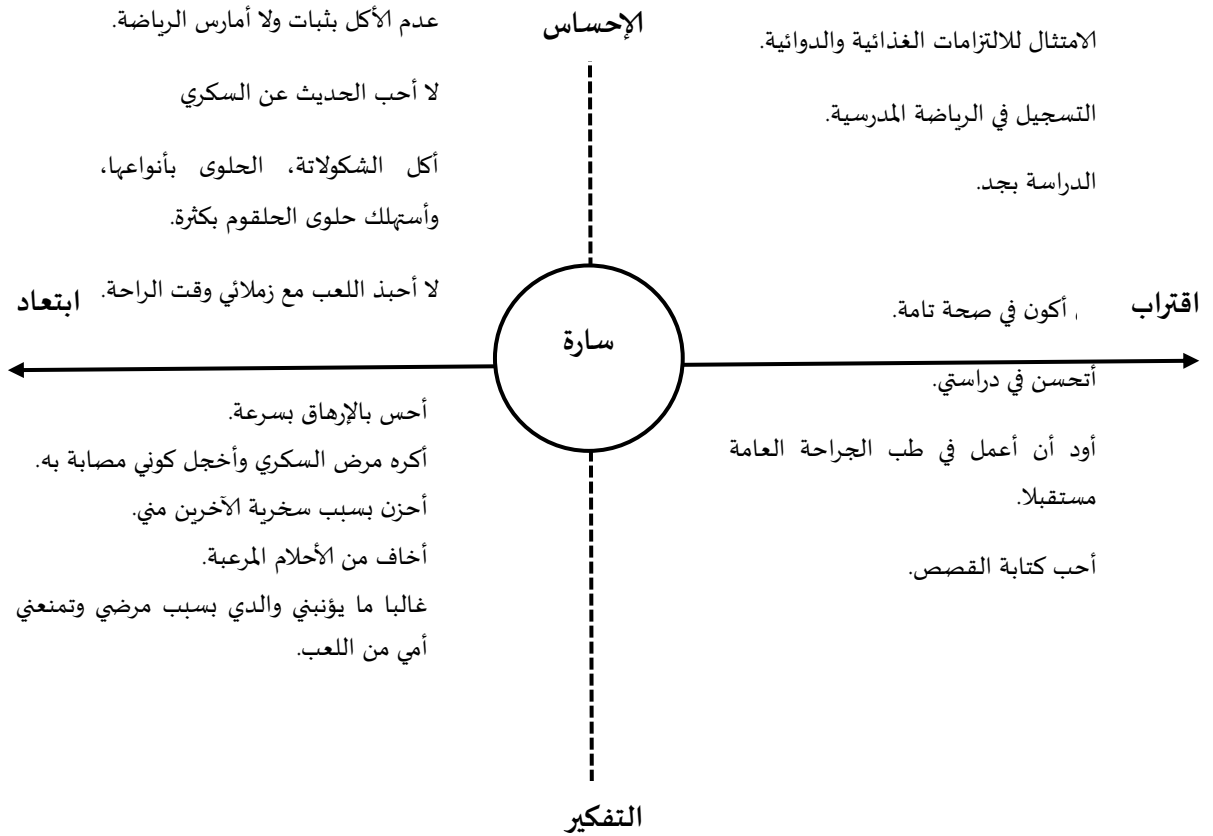 الإحساس
الامتثال للالتزامات الغذائية والدوائية.
التسجيل في الرياضة المدرسية.
الدراسة بجد.
عدم الأكل بثبات ولا أمارس الرياضة.
لا أحب الحديث عن السكري
أكل الشكولاتة، الحلوى بأنواعها،
وأستهلك حلوى الحلقوم بكثرة.
لا أحبذ اللعب مع زملائي وقت الراحة.
اقتراب
سارة
ابتعاد
أكون في صحة تامة.
أتحسن في دراستي.
أود أن أعمل في طب الجراحة العامة
مستقبلا.
أحب كتابة القصص.
أحس بالإرهاق بسرعة.
أكره مرض السكري وأخجل كوني مصابة به.
أحزن بسبب سخرية الآخرين مني.
أخاف من الأحلام المرعبة.
غالبا ما يؤنبني والدي بسبب مرضي وتمنعني
أمي من اللعب.
التفكير